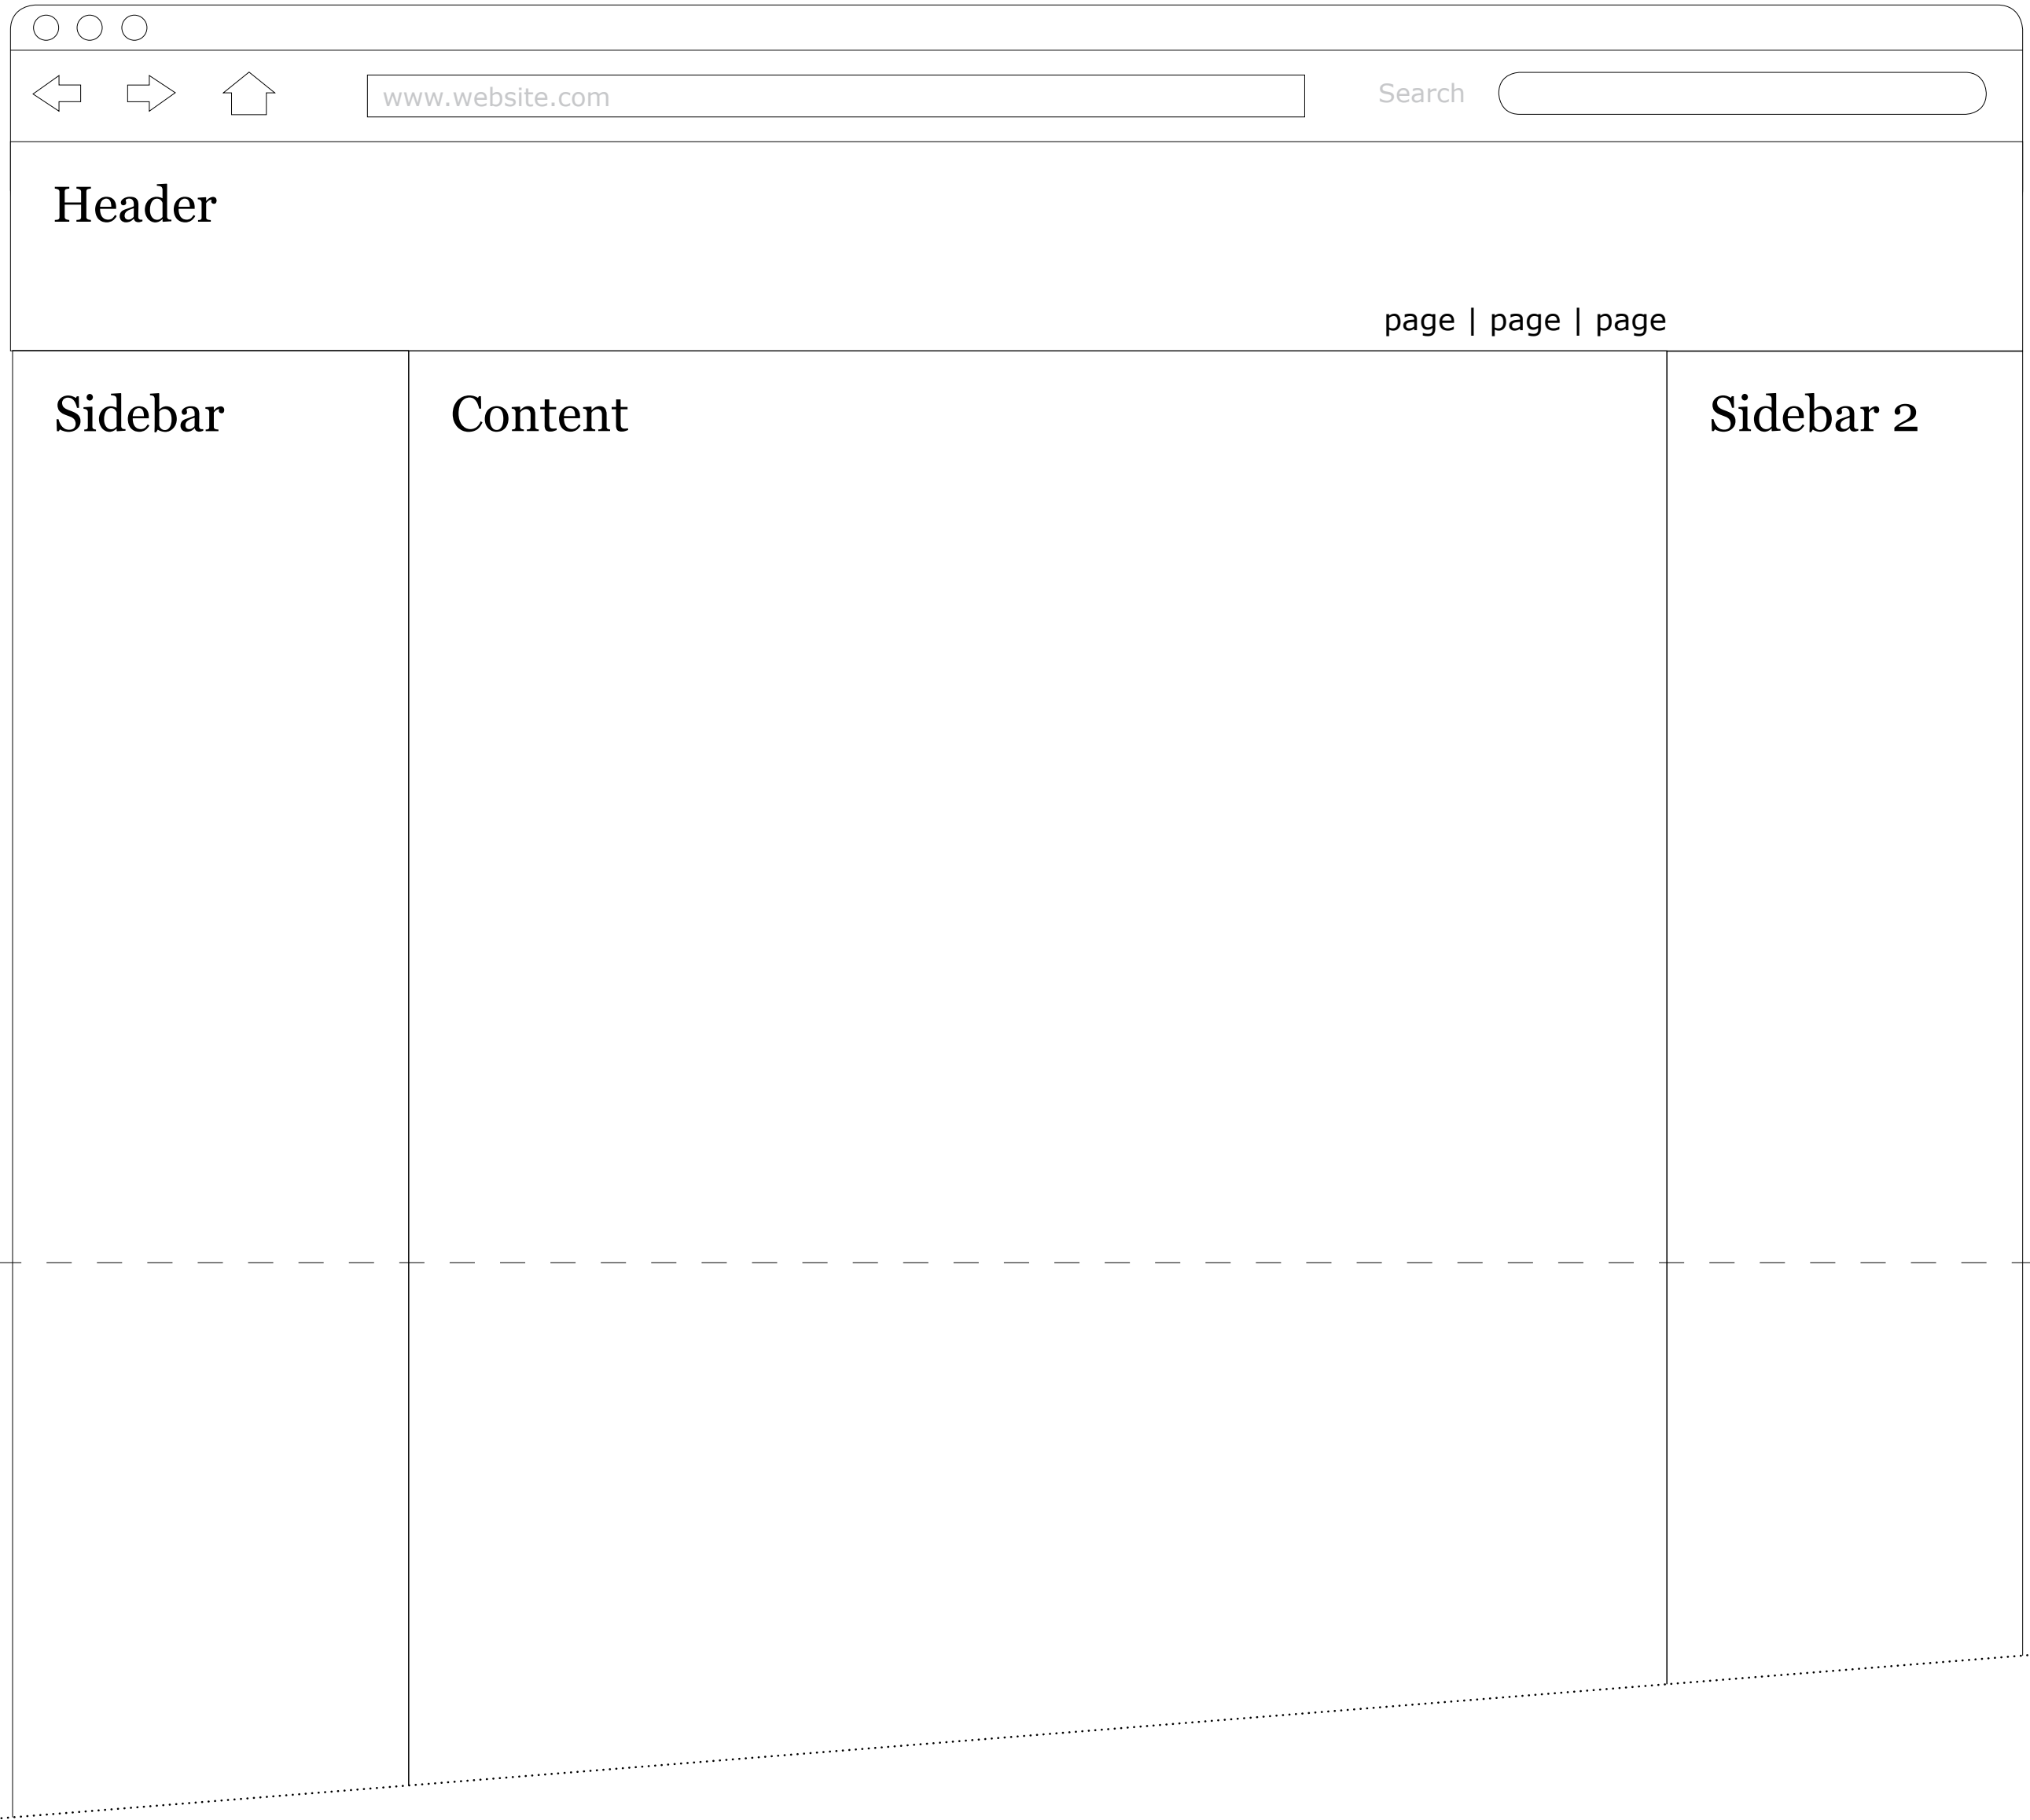 www.website.com
Search
Header
page | page | page
Sidebar
Content
Sidebar 2